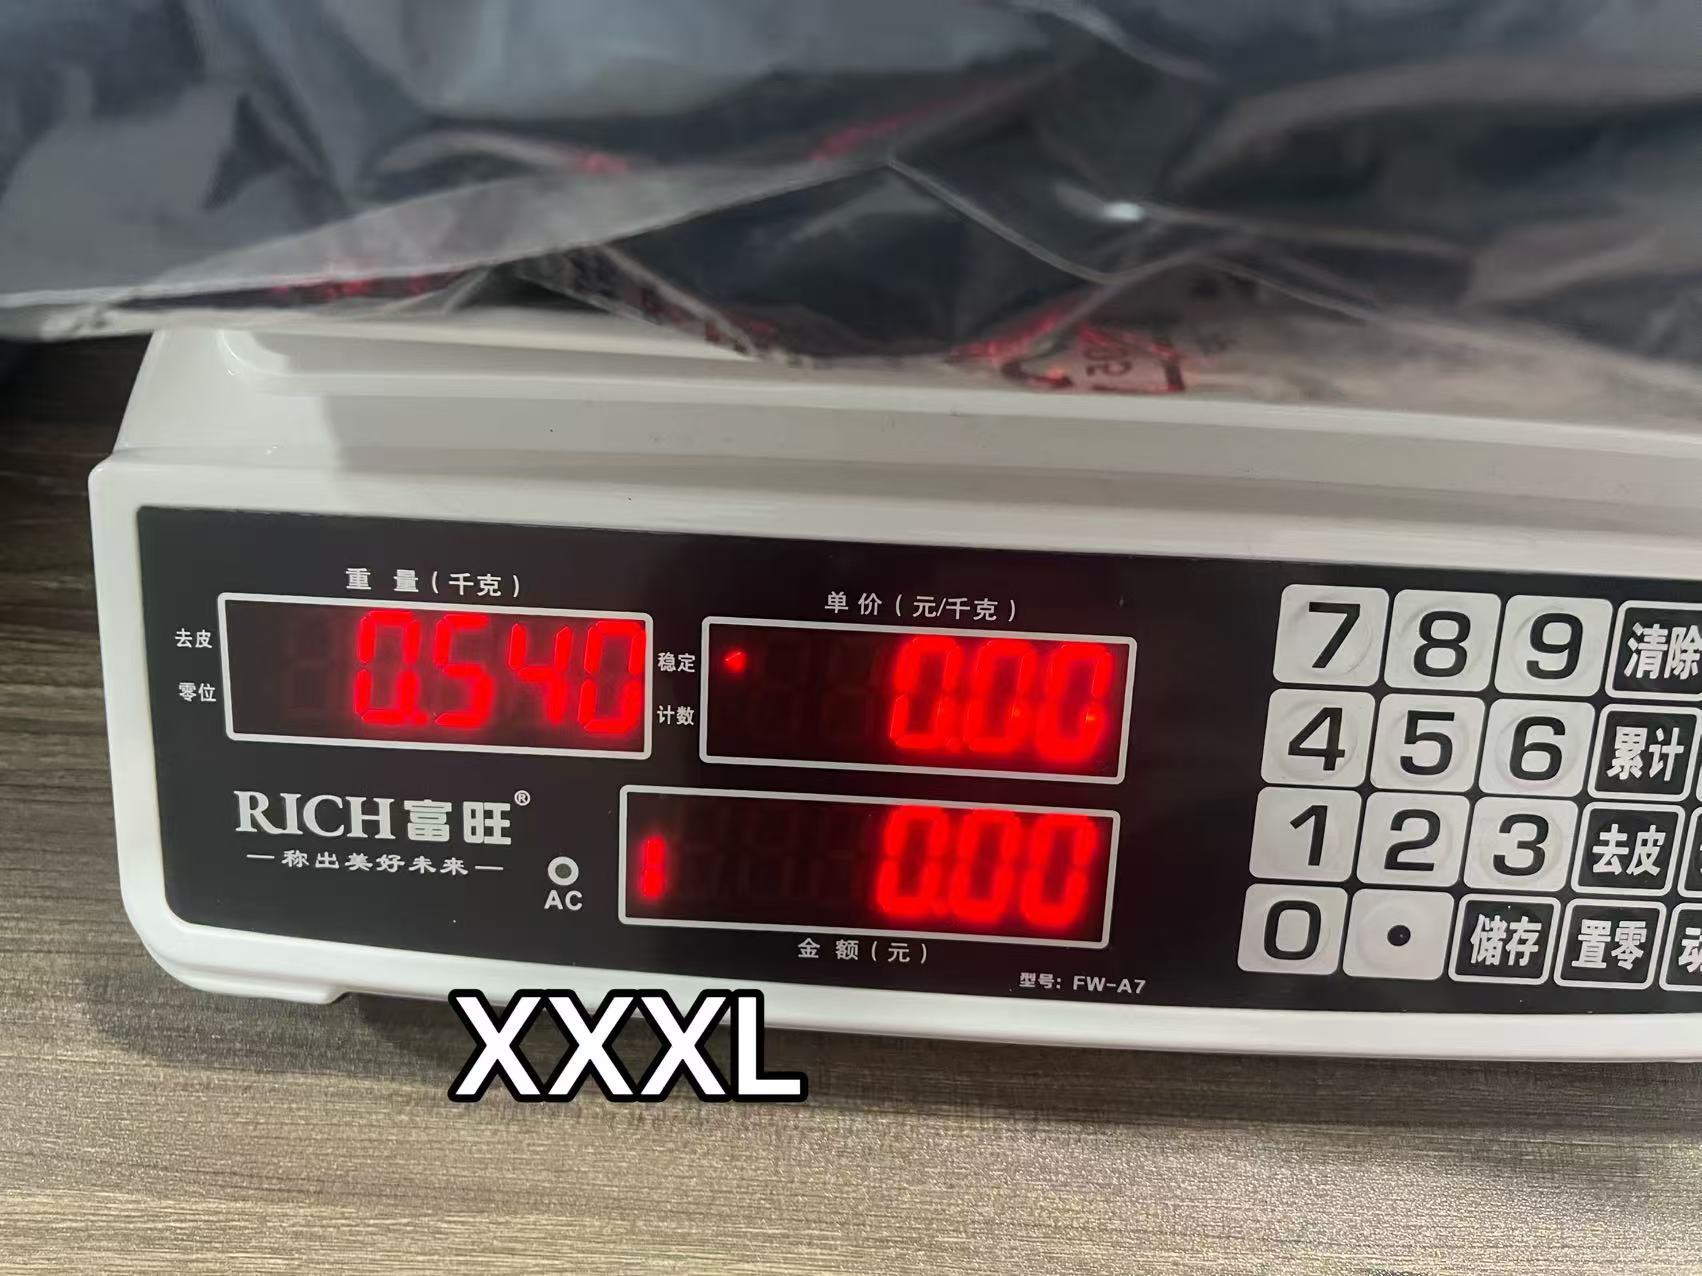 重量(千克)
去皮
零位
0.540
稳定
计数
单价(元/千克)
0.00
RICH富旺®
—称出美好未来—
AC
1 0.00
金额(元)
型号: FW-A7
7 8 9 清除
4 5 6 累计
1 2 3 去皮
0 . 储存 置零
XXXL